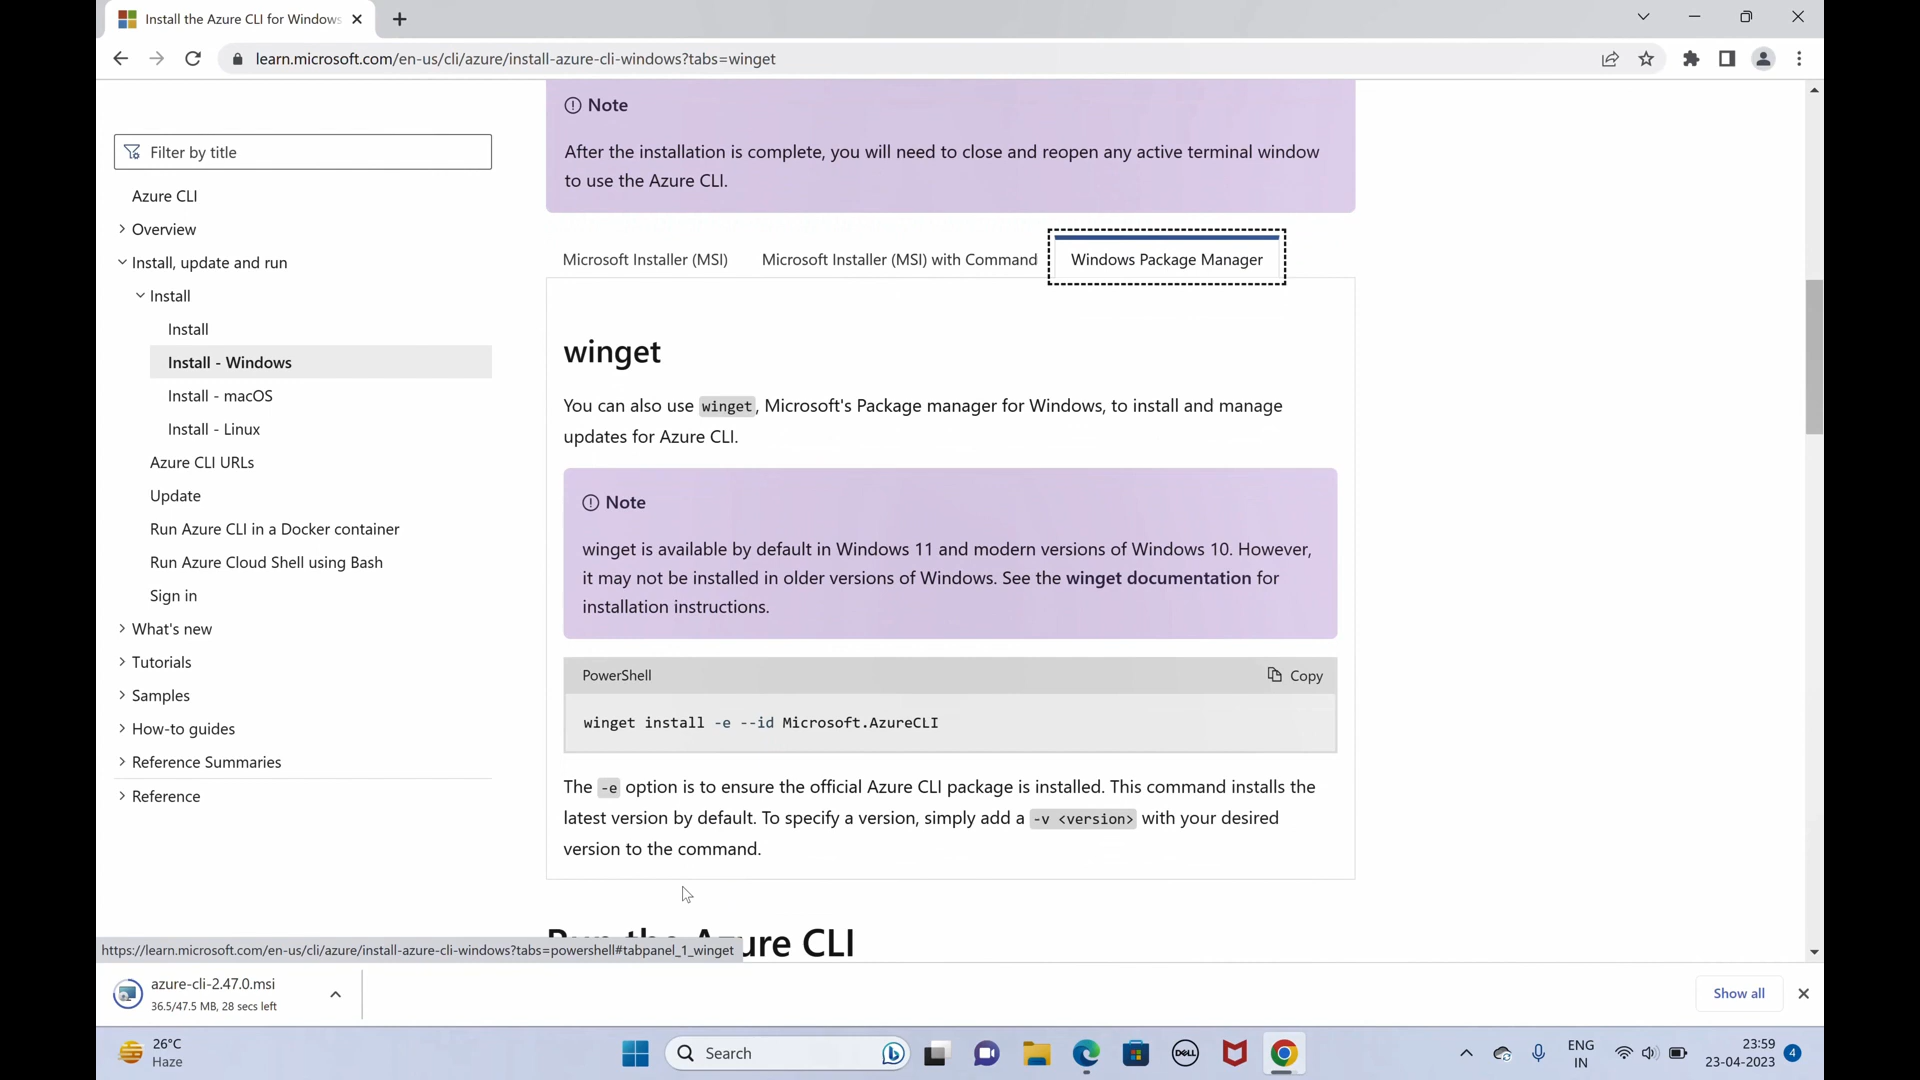 Install the Azure CLI for Windows
learn.microsoft.com/en-us/cli/azure/install-azure-cli-windows?tabs=winget
Filter by title
Azure CLI
Overview
Install, update and run
Install
Install
Install - Windows
Install - macOS
Install - Linux
Azure CLI URLs
Update
Run Azure CLI in a Docker container
Run Azure Cloud Shell using Bash
Sign in
What's new
Tutorials
Samples
How-to guides
Reference Summaries
Reference
Note
After the installation is complete, you will need to close and reopen any active terminal window
to use the Azure CLI.
Microsoft Installer (MSI) Microsoft Installer (MSI) with Command Windows Package Manager
winget
You can also use winget, Microsoft's Package manager for Windows, to install and manage
updates for Azure CLI.
Note
winget is available by default in Windows 11 and modern versions of Windows 10. However,
it may not be installed in older versions of Windows. See the winget documentation for
installation instructions.
PowerShell Copy
winget install -e --id Microsoft.AzureCLI
The -e option is to ensure the official Azure CLI package is installed. This command installs the
latest version by default. To specify a version, simply add a -v <version> with your desired
version to the command.
Run the Azure CLI
https://learn.microsoft.com/en-us/cli/azure/install-azure-cli-windows?tabs=powershell#tabpanel_1_winget
azure-cli-2.47.0.msi
36.5/47.5 MB, 28 secs left
Show all
26°C
Haze
Search
DELL
ENG
IN
23:59
23-04-2023
4